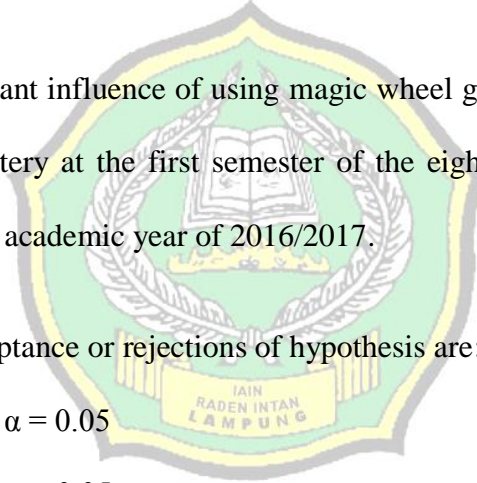 ant influence of using magic wheel g
tery at the first semester of the eigh
academic year of 2016/2017.
ptance or rejections of hypothesis are:
IAIN
RADEN INTAN
LAMPUNG
α = 0.05